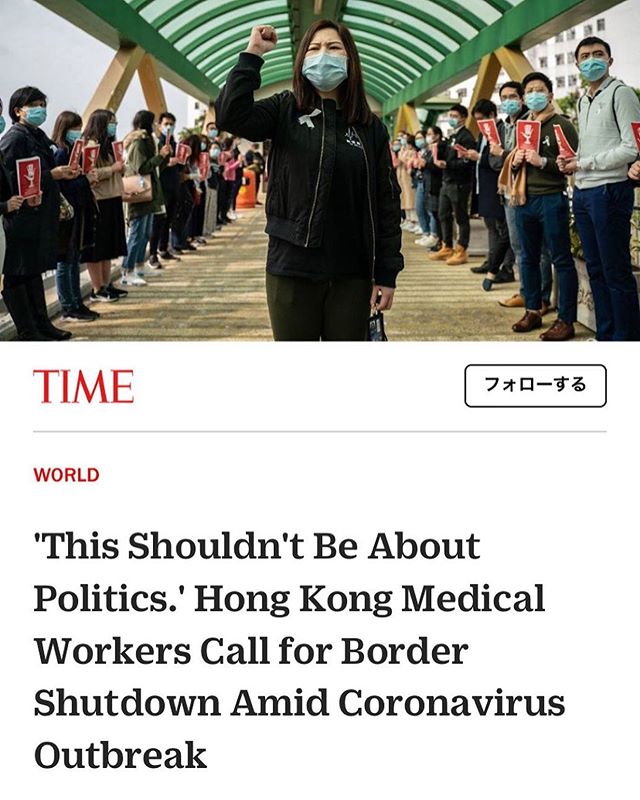 TIME
フォローする
WORLD
'This Shouldn't Be About
Politics.' Hong Kong Medical
Workers Call for Border
Shutdown Amid Coronavirus
Outbreak